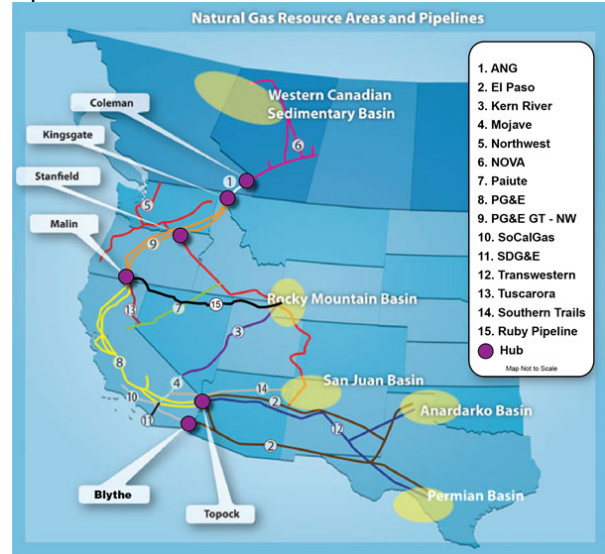 Natural Gas Resource Areas and Pipelines
1. ANG
2. El Paso
3. Kern River
4. Mojave
5. Northwest
6. NOVA
7. Paiute
8. PG&E
9. PG&E GT - NW
10. SoCalGas
11. SDG&E
12. Transwestern
13. Tuscarora
14. Southern Trails
15. Ruby Pipeline
Hub
Map Not to Scale
Coleman
Kingsgate
Stanfield
Malin
Western Canadian
Sedimentary Basin
6
1
5
9
Rocky Mountain Basin
13
7
15
3
8
4
San Juan Basin
14
10
2
Anardarko Basin
12
11
2
Permian Basin
Blythe
Topock